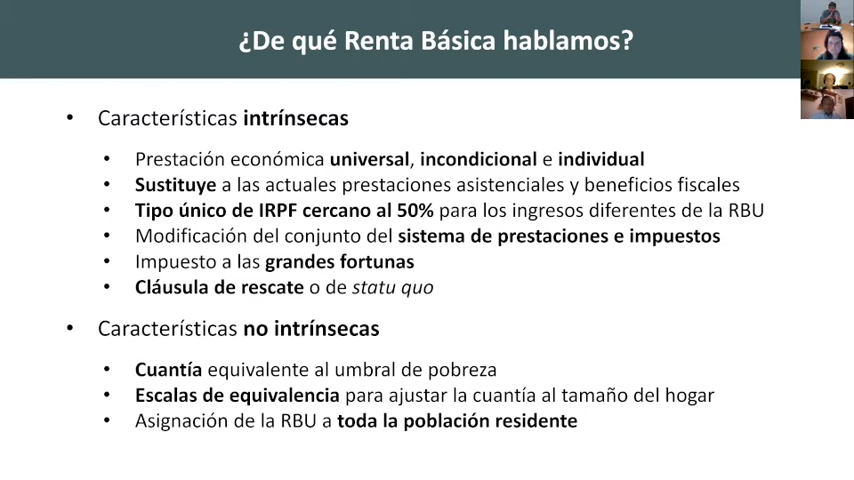 ¿De qué Renta Básica hablamos?
• Características intrínsecas
• Prestación económica universal, incondicional e individual
• Sustituye a las actuales prestaciones asistenciales y beneficios fiscales
• Tipo único de IRPF cercano al 50% para los ingresos diferentes de la RBU
• Modificación del conjunto del sistema de prestaciones e impuestos
• Impuesto a las grandes fortunas
• Cláusula de rescate o de statu quo
• Características no intrínsecas
• Cuantía equivalente al umbral de pobreza
• Escalas de equivalencia para ajustar la cuantía al tamaño del hogar
• Asignación de la RBU a toda la población residente